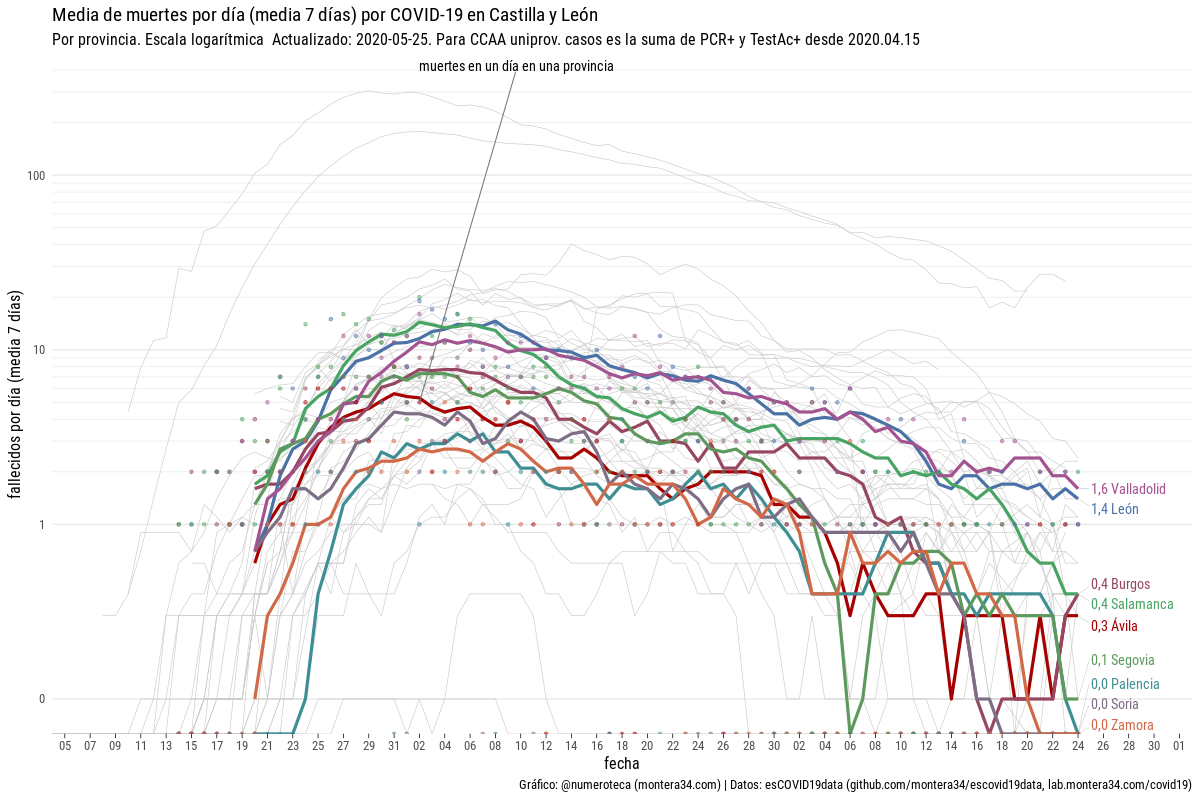 Media de muertes por día (media 7 días) por COVID-19 en Castilla y León
Por provincia. Escala logarítmica  Actualizado: 2020-05-25. Para CCAA uniprov. casos es la suma de PCR+ y TestAc+ desde 2020.04.15
muertes en un día en una provincia
fallecidos por día (media  7 días)
100
10
1
0
1,6 Valladolid
1,4 León
0,4 Burgos
0,4 Salamanca
0,3 Ávila
0,1 Segovia
0,0 Palencia
0,0 Soria
0,0 Zamora
05 07 09 11 13 14 15 17 19 21 23 25 27 29 31 02 04 06 08 10 12 14 16 18 20 22 24 26 28 30 02 04 06 08 10 12 14 16 18 20 22 24 26 28 30 01
fecha
Gráfico: @numeroteca (montera34.com) | Datos: esCOVID19data (github.com/montera34/escovid19data, lab.montera34.com/covid19)